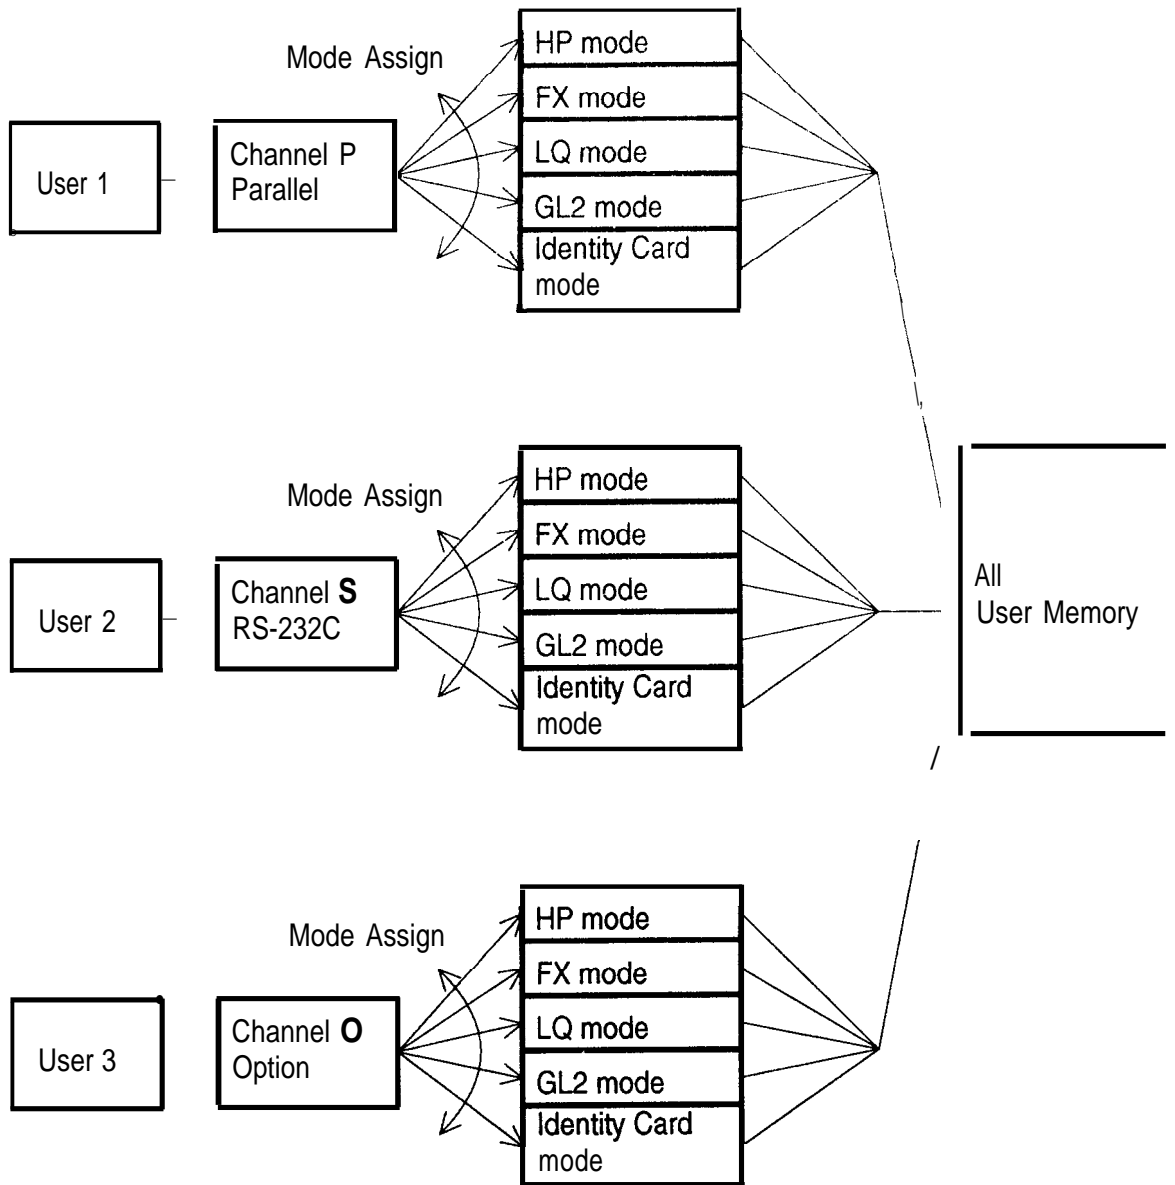 Mode Assign
HP mode
FX mode
LQ mode
GL2 mode
Identity Card
mode
User 1
Channel P
Parallel
Mode Assign
HP mode
FX mode
LQ mode
GL2 mode
Identity Card
mode
User 2
Channel S
RS-232C
All
User Memory
Mode Assign
HP mode
FX mode
LQ mode
GL2 mode
Identity Card
mode
User 3
Channel O
Option